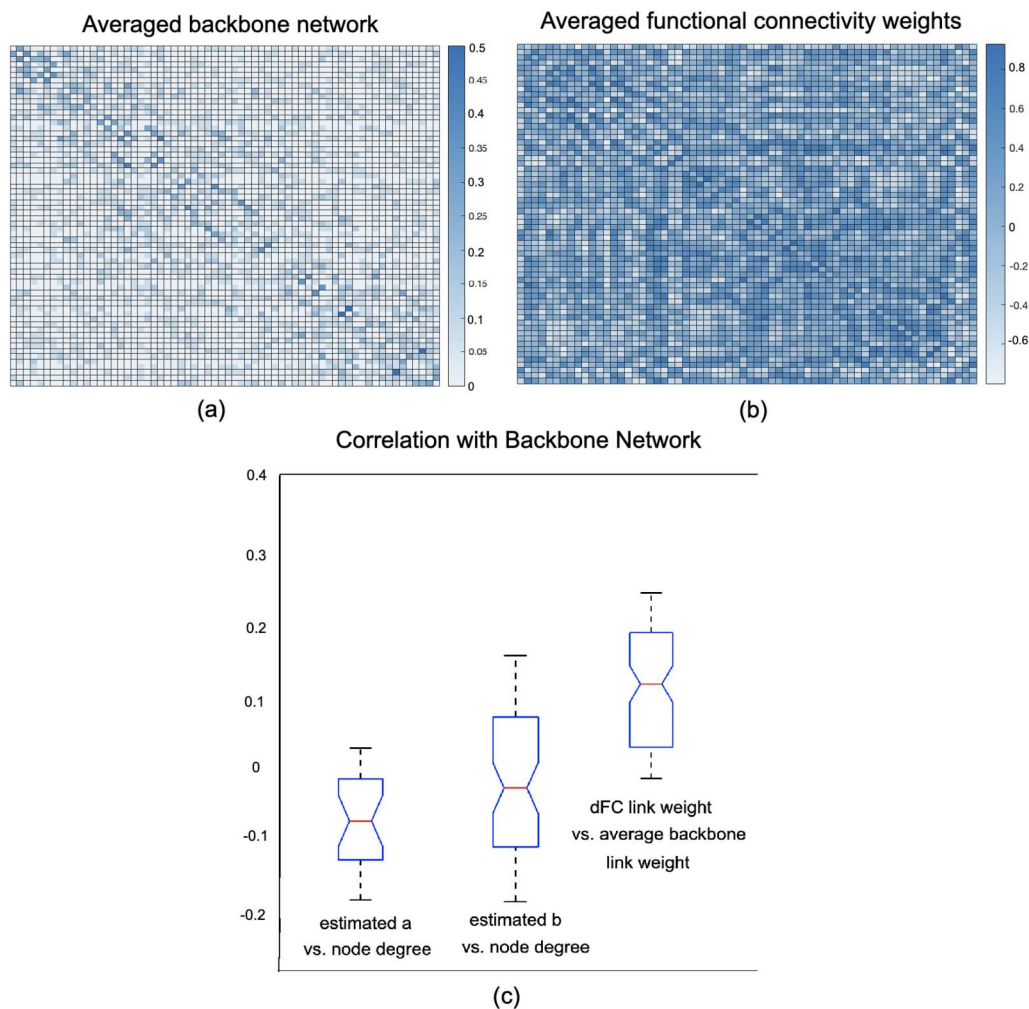 Averaged backbone network
0.5
0.45
0.4
0.35
0.3
0.25
0.2
0.15
0.1
0.05
0
(a)
Averaged functional connectivity weights
0.8
0.6
0.4
0.2
0
-0.2
-0.4
-0.6
(b)
Correlation with Backbone Network
0.4
0.3
0.2
0.1
0
-0.1
-0.2
estimated a
vs. node degree
estimated b
vs. node degree
dFC link weight
vs. average backbone
link weight
(c)